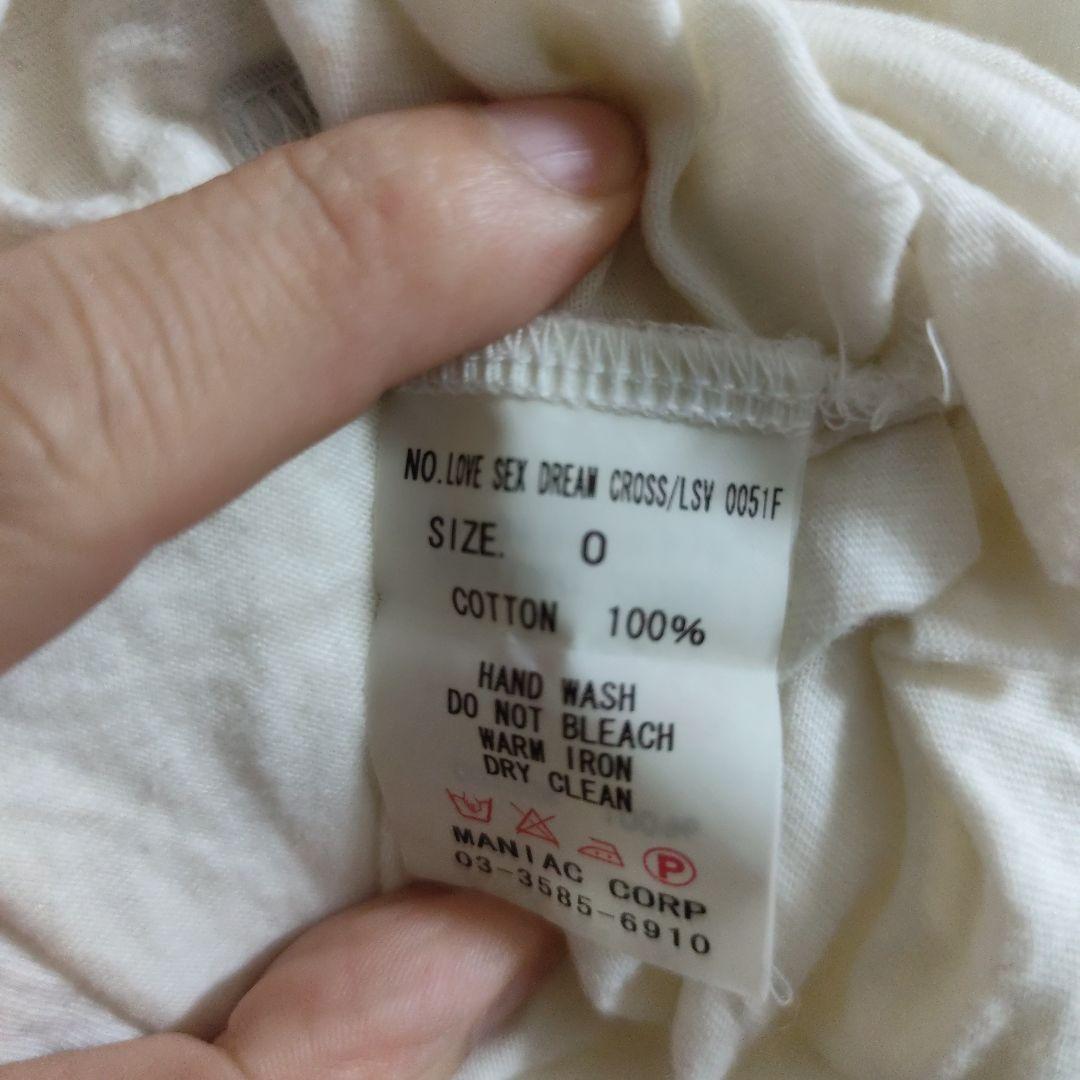 NO. LOVE SEX DREAM CROSS/LSV 0051F
SIZE. 0
COTTON 100%
HAND WASH
DO NOT BLEACH
WARM IRON
DRY CLEAN
P
MANIAC CORP
03-3585-6910